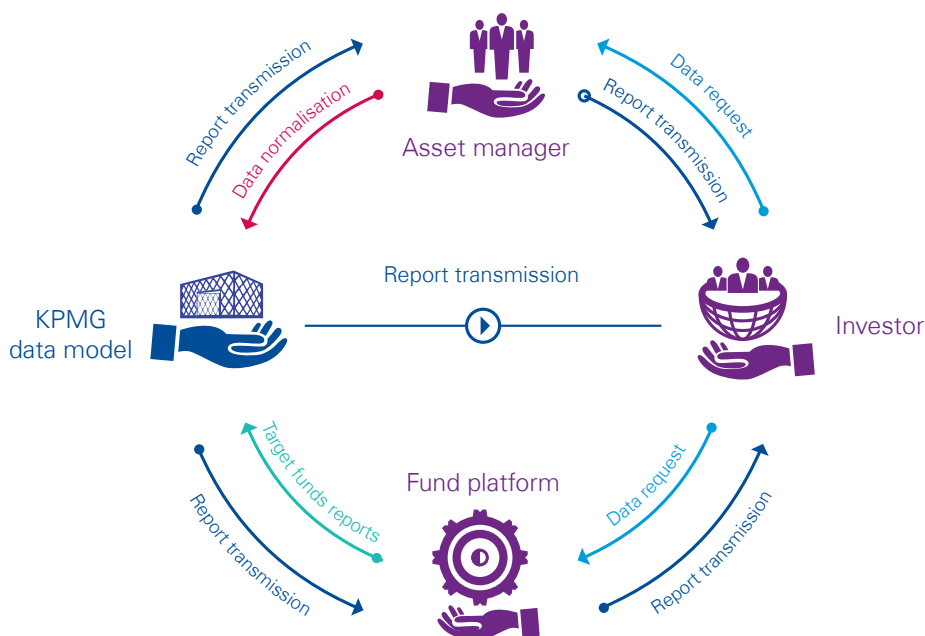 Report transmission
Data normalisation
Asset manager
Report transmission
Data request
Report transmission
KPMG
data model
Investor
Target funds reports
Report transmission
Fund platform
Data request
Report transmission